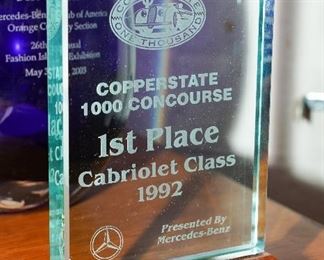 Mercedes-Benz Club of America
Orange County Section
26th Annual
Fashion Island Exhibition
May 2003
ONE THOUSAND
COPPERSTATE
1000 CONCOURSE
1st Place
Cabriolet Class
1992
Presented By
Mercedes-Benz